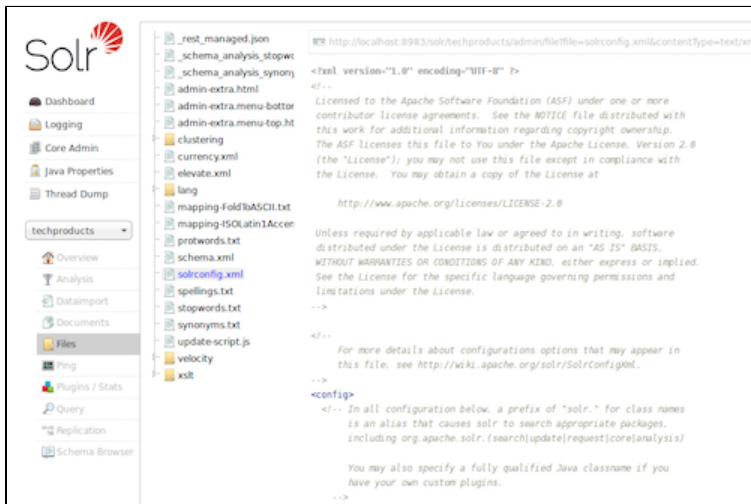 Solr
Dashboard
Logging
Core Admin
Java Properties
Thread Dump
techproducts
Overview
Analysis
Dataimport
Documents
Files
Ping
Plugins / Stats
Query
Replication
Schema Browser
_rest_managed.json
_schema_analysis_stopwo
_schema_analysis_synony
admin-extra.html
admin-extra.menu-bottor
admin-extra.menu-top.ht
clustering
currency.xml
elevate.xml
lang
mapping-FoldToASCII.txt
mapping-ISOLatin1Accen
protwords.txt
schema.xml
solrconfig.xml
spellings.txt
stopwords.txt
synonyms.txt
update-script.js
velocity
xslt
http://localhost:8983/solr/techproducts/admin/file?file=solrconfig.xml&contentType=text/xm
<?xml version="1.0" encoding="UTF-8" ?>
<!--
Licensed to the Apache Software Foundation (ASF) under one or more
contributor license agreements. See the NOTICE file distributed with
this work for additional information regarding copyright ownership.
The ASF licenses this file to You under the Apache License, Version 2.0
(the "License"); you may not use this file except in compliance with
the License. You may obtain a copy of the License at
http://www.apache.org/licenses/LICENSE-2.0
Unless required by applicable law or agreed to in writing, software
distributed under the License is distributed on an "AS IS" BASIS,
WITHOUT WARRANTIES OR CONDITIONS OF ANY KIND, either express or implied.
See the License for the specific language governing permissions and
limitations under the License.
-->
<!--
For more details about configurations options that may appear in
this file, see http://wiki.apache.org/solr/SolrConfigXml.
-->
<config>
<!-- In all configuration below, a prefix of "solr." for class names
is an alias that causes solr to search appropriate packages,
including org.apache.solr.(search|update|request|core|analysis)
You may also specify a fully qualified Java classname if you
have your own custom plugins.
-->